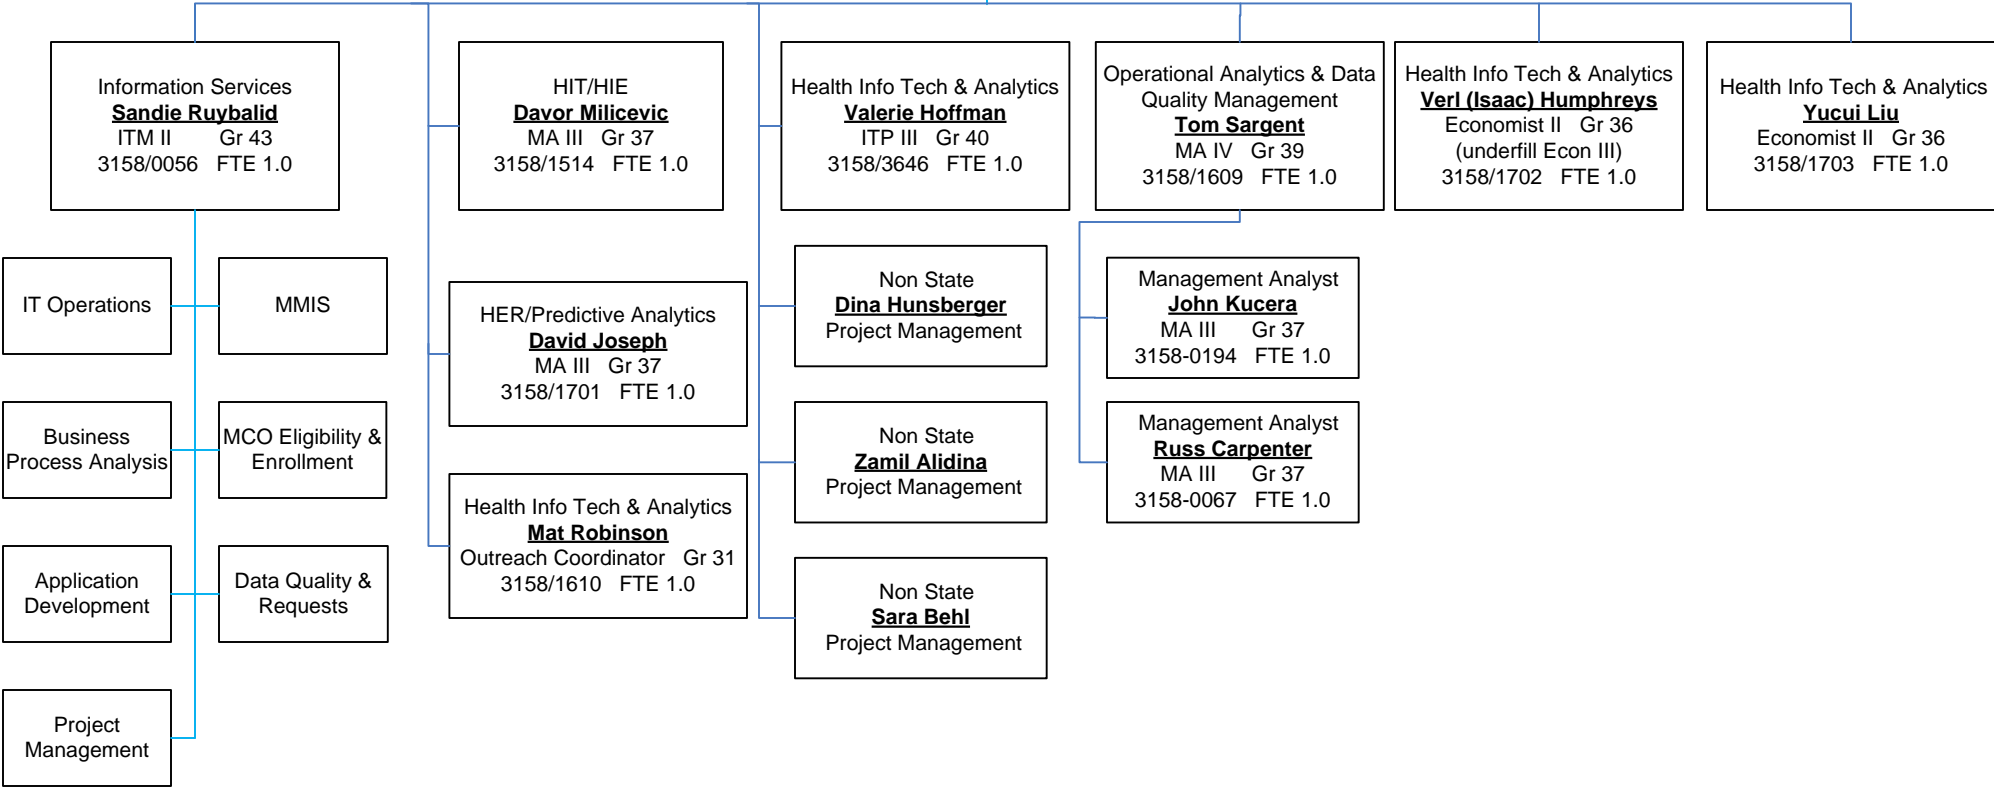 Information Services
Sandie Ruybalid
ITM II Gr 43
3158/0056 FTE 1.0
HIT/HIE
Davor Milicevic
MA III Gr 37
3158/1514 FTE 1.0
Health Info Tech & Analytics
Valerie Hoffman
ITP III Gr 40
3158/3646 FTE 1.0
Operational Analytics & Data
Quality Management
Tom Sargent
MA IV Gr 39
3158/1609 FTE 1.0
Health Info Tech & Analytics
Verl (Isaac) Humphreys
Economist II Gr 36
(underfill Econ III)
3158/1702 FTE 1.0
Health Info Tech & Analytics
Yucui Liu
Economist II Gr 36
3158/1703 FTE 1.0
IT Operations
MMIS
Business
Process Analysis
MCO Eligibility &
Enrollment
Application
Development
Data Quality &
Requests
Project
Management
HER/Predictive Analytics
David Joseph
MA III Gr 37
3158/1701 FTE 1.0
Health Info Tech & Analytics
Mat Robinson
Outreach Coordinator Gr 31
3158/1610 FTE 1.0
Non State
Dina Hunsberger
Project Management
Non State
Zamil Alidina
Project Management
Non State
Sara Behl
Project Management
Management Analyst
John Kucera
MA III Gr 37
3158-0194 FTE 1.0
Management Analyst
Russ Carpenter
MA III Gr 37
3158-0067 FTE 1.0